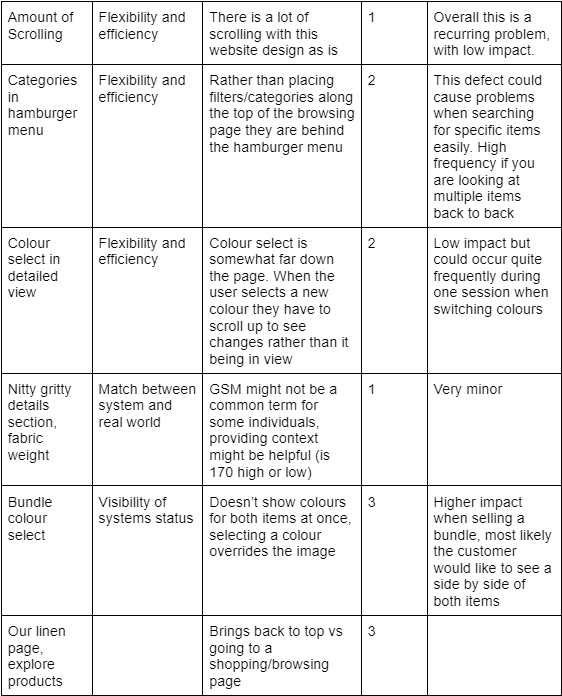 Amount of
Scrolling
Flexibility and
efficiency
There is a lot of
scrolling with this
website design as is
1
Overall this is a
recurring problem,
with low impact.
Categories
in
hamburger
menu
Flexibility and
efficiency
Rather than placing
filters/categories along
the top of the browsing
page they are behind
the hamburger menu
2
This defect could
cause problems
when searching
for specific items
easily. High
frequency if you
are looking at
multiple items
back to back
Colour
select in
detailed
view
Flexibility and
efficiency
Colour select is
somewhat far down
the page. When the
user selects a new
colour they have to
scroll up to see
changes rather than it
being in view
2
Low impact but
could occur quite
frequently during
one session when
switching colours
Nitty gritty
details
section,
fabric
weight
Match between
system and
real world
GSM might not be a
common term for
some individuals,
providing context
might be helpful (is
170 high or low)
1
Very minor
Bundle
colour
select
Visibility of
systems status
Doesn’t show colours
for both items at once,
selecting a colour
overrides the image
3
Higher impact
when selling a
bundle, most likely
the customer
would like to see a
side by side of
both items
Our linen
page,
explore
products
Brings back to top vs
going to a
shopping/browsing
page
3